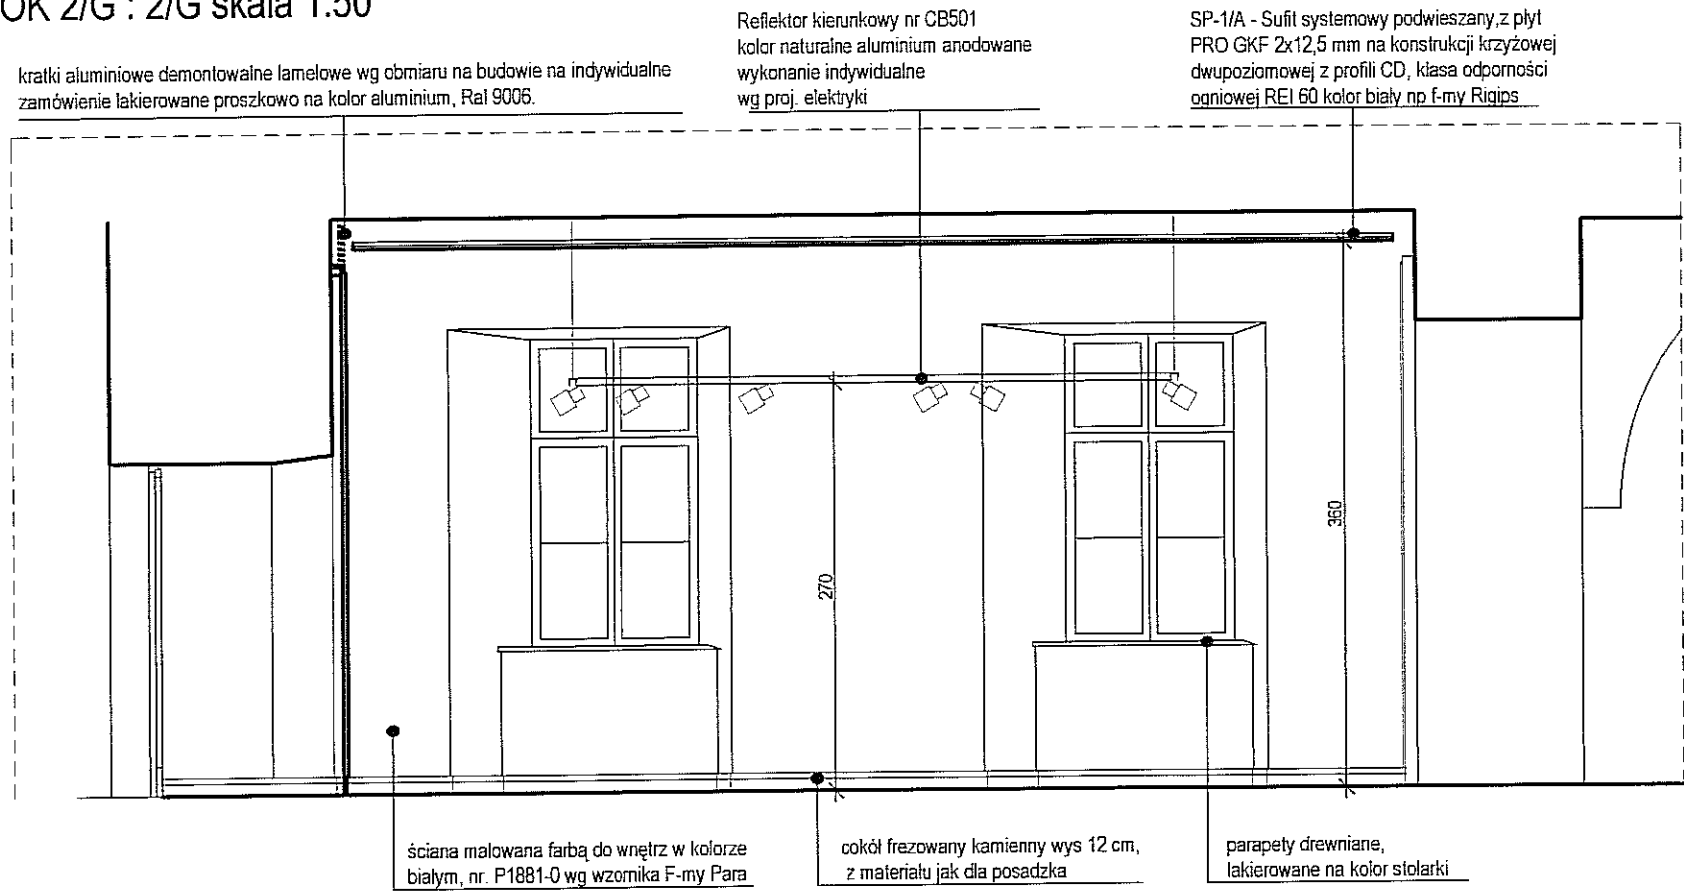 OK 2/G : 2/G skala 1:50
kratki aluminiowe demontowalne lamelowe wg obmiaru na budowie na indywidualne
zamówienie lakierowane proszkowo na kolor aluminium, Ral 9006.
Reflektor kierunkowy nr CB501
kolor naturalne aluminium anodowane
wykonanie indywidualne
wg proj. elektryki
SP-1/A - Sufit systemowy podwieszany,z płyt
PRO GKF 2x12,5 mm na konstrukcji krzyżowej
dwupoziomowej z profili CD, klasa odporności
ogniowej REI 60 kolor biały np f-my Rigips
360
270
ściana malowana farbą do wnętrz w kolorze
białym, nr. P1881-0 wg wzornika F-my Para
cokół frezowany kamienny wys 12 cm,
z materiału jak dla posadzka
parapety drewniane,
lakierowane na kolor stolarki